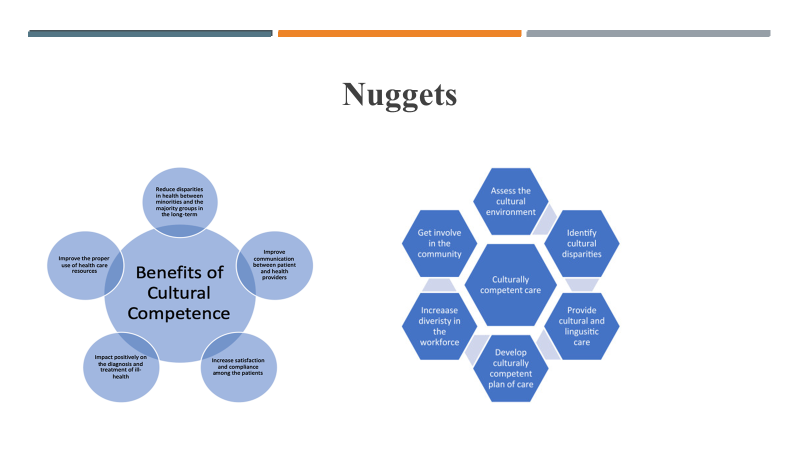 Nuggets
Reduce disparities
in health between
minorities and the
majority groups in
the long-term
Improve
communication
between patient
and health
providers
Increase satisfaction
and compliance
among the patients
Impact positively on
the diagnosis and
treatment of ill-
health
Improve the proper
use of health care
resources
Benefits of
Cultural
Competence
Assess the
cultural
environment
Identify
cultural
disparities
Provide
cultural and
lingusitic
care
Develop
culturally
competent
plan of care
Increaase
diveristy in
the
workforce
Get involve
in the
community
Culturally
competent care